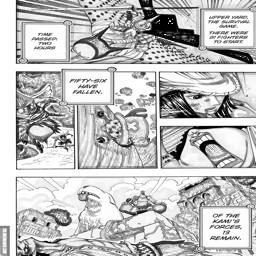 UPPER YARD,
THE SURVIVAL
GAME.
THERE WERE
81 FIGHTERS
TO START.
TIME
PASSED:
TWO
HOURS
FIFTY-SIX
HAVE
FALLEN.
OF THE
KAMI'S
FORCES,
13
REMAIN.